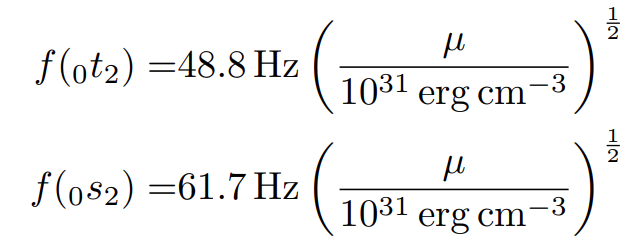 f(₀t₂) =48.8 Hz (μ / 10³¹ erg cm⁻³)^½
f(₀s₂) =61.7 Hz (μ / 10³¹ erg cm⁻³)^½